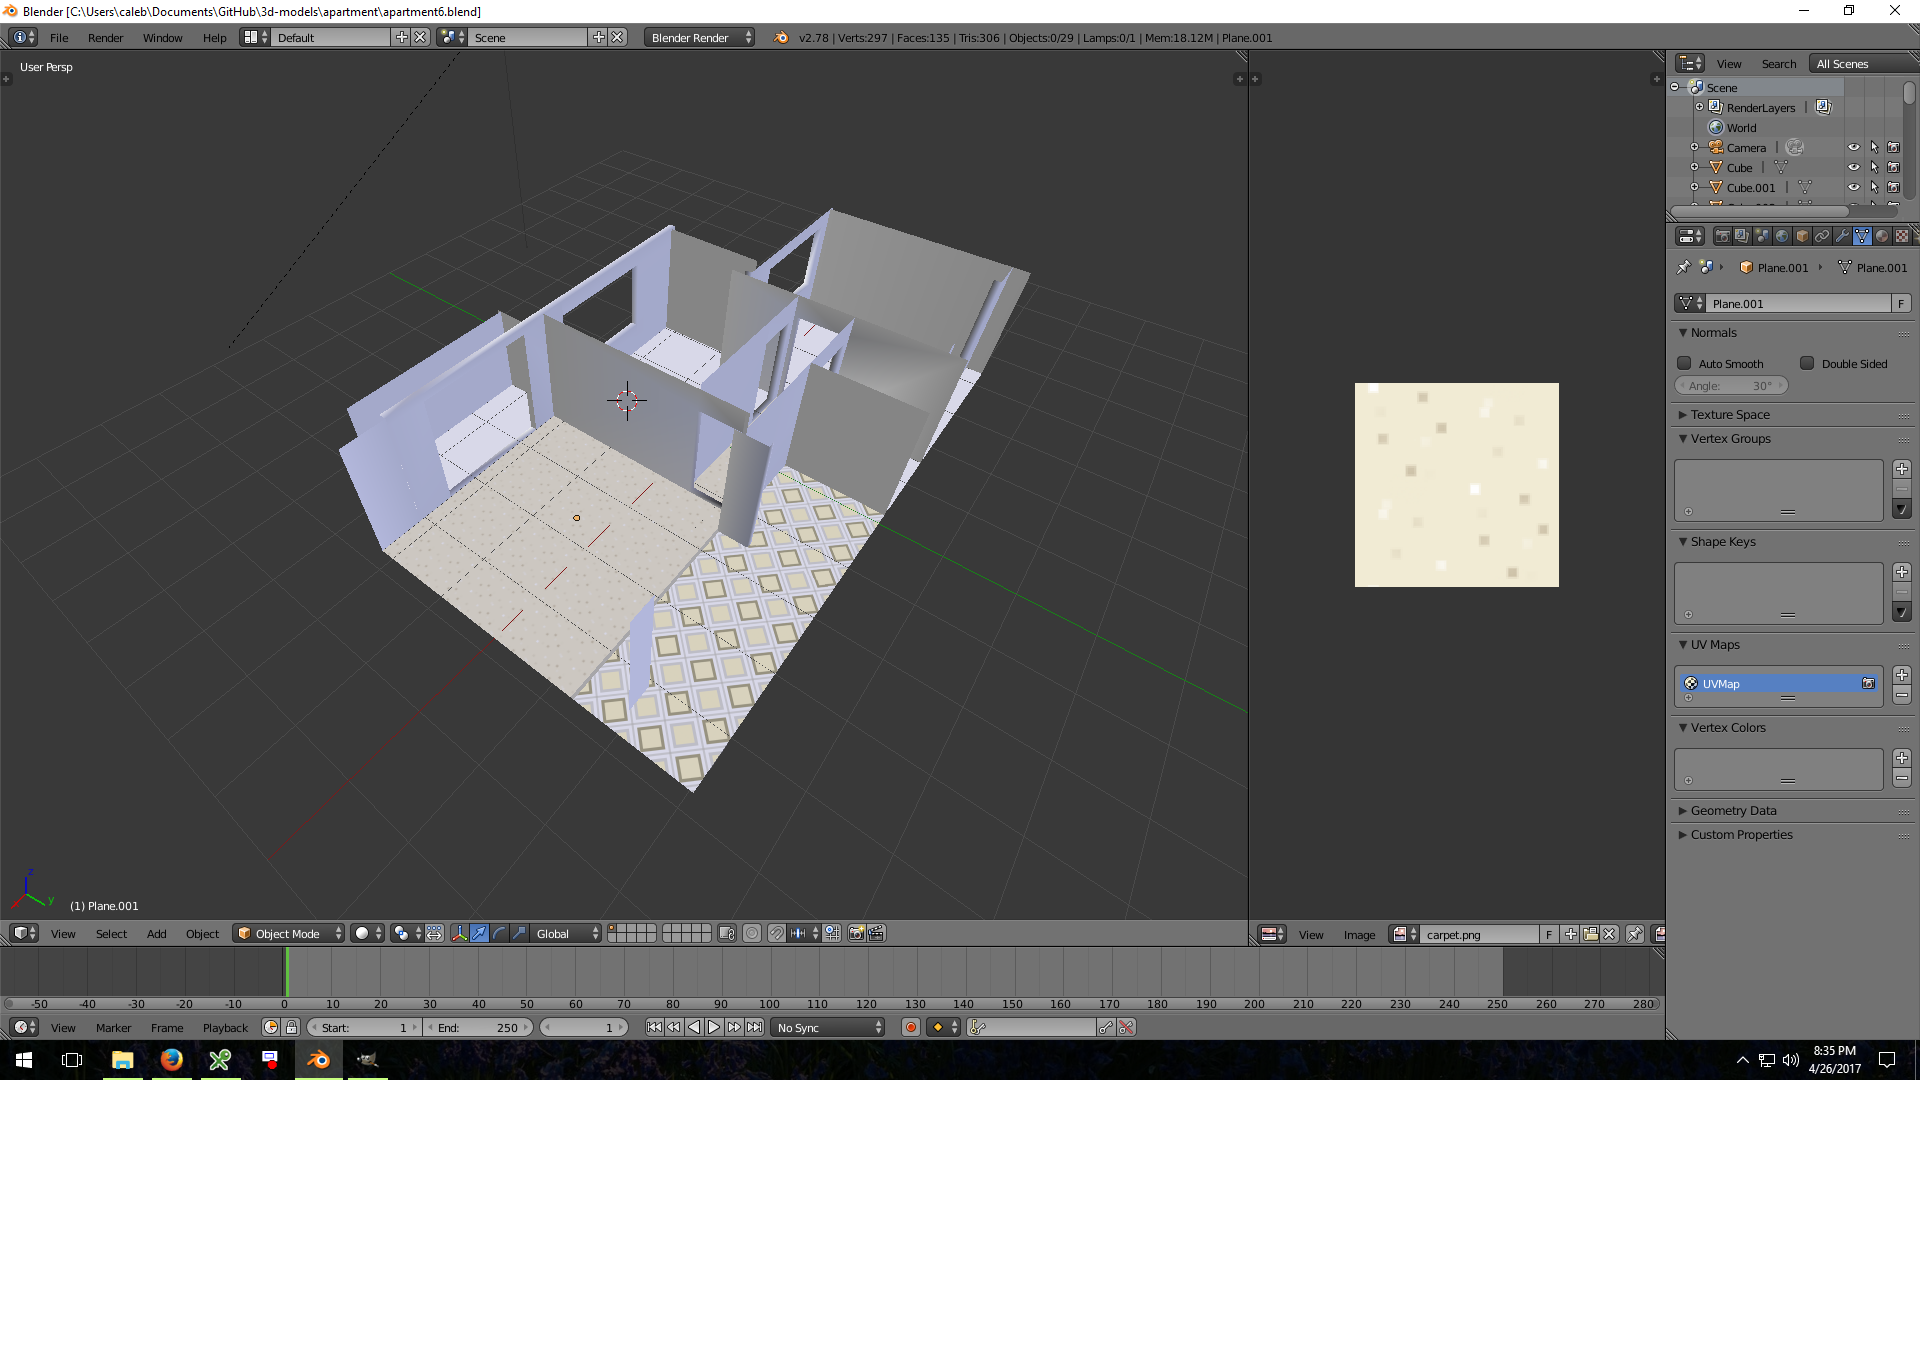 Blender [C:\Users\caleb\Documents\GitHub\3d-models\apartment\apartment6.blend]
File Render Window Help Default Scene Blender Render v2.78 | Verts:297 | Faces:135 | Tris:306 | Objects:0/29 | Lamps:0/1 | Mem:18.12M | Plane.001
User Persp
View Search All Scenes
Scene
RenderLayers
World
Camera
Cube
Cube.001
Plane.001 Plane.001
Plane.001 F
Normals
Auto Smooth Double Sided
Angle: 30°
Texture Space
Vertex Groups
Shape Keys
UV Maps
UVMap
Vertex Colors
Geometry Data
Custom Properties
z
y
(1) Plane.001
View Select Add Object Object Mode Global
View Image carpet.png F
-50 -40 -30 -20 -10 0 10 20 30 40 50 60 70 80 90 100 110 120 130 140 150 160 170 180 190 200 210 220 230 240 250 260 270 280
View Marker Frame Playback Start: 1 End: 250 1 No Sync
8:35 PM
4/26/2017